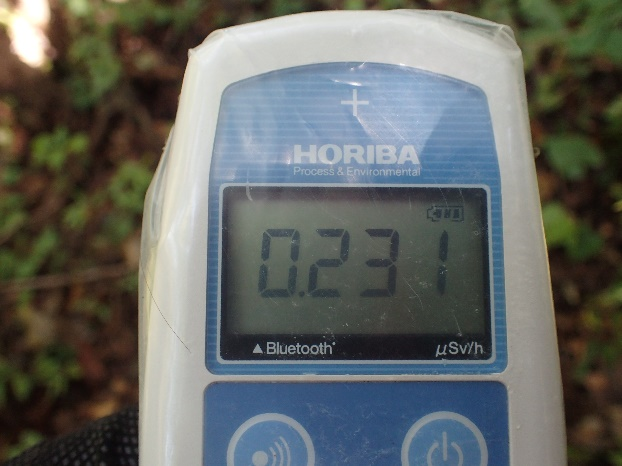 HORIBA
Process & Environmental
0.231
▲Bluetooth® μSv/h